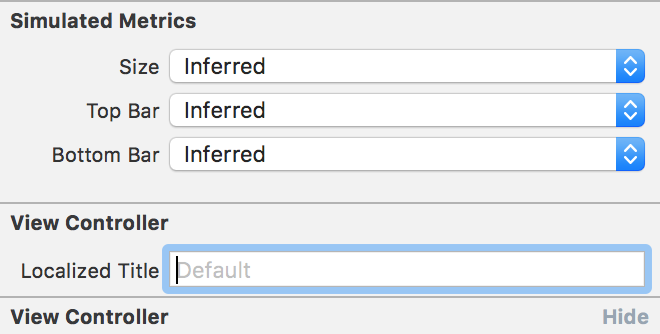 Simulated Metrics
Size Inferred
Top Bar Inferred
Bottom Bar Inferred
View Controller
Localized Title Default
View Controller Hide